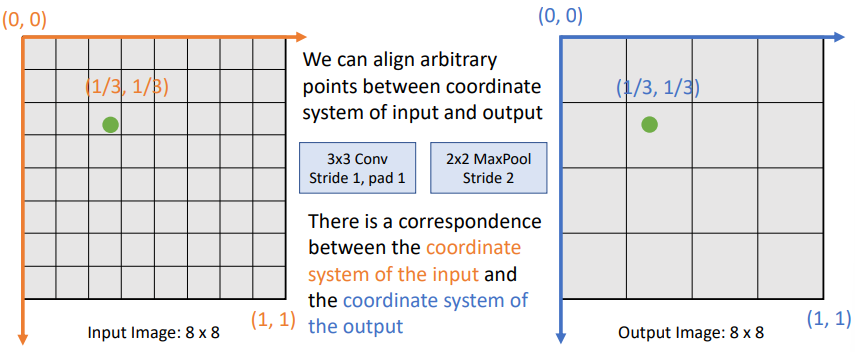 (0, 0)
(1/3, 1/3)
(1, 1)
Input Image: 8 x 8
We can align arbitrary
points between coordinate
system of input and output
3x3 Conv
Stride 1, pad 1
2x2 MaxPool
Stride 2
There is a correspondence
between the coordinate
system of the input and
the coordinate system of
the output
(0, 0)
(1/3, 1/3)
(1, 1)
Output Image: 8 x 8